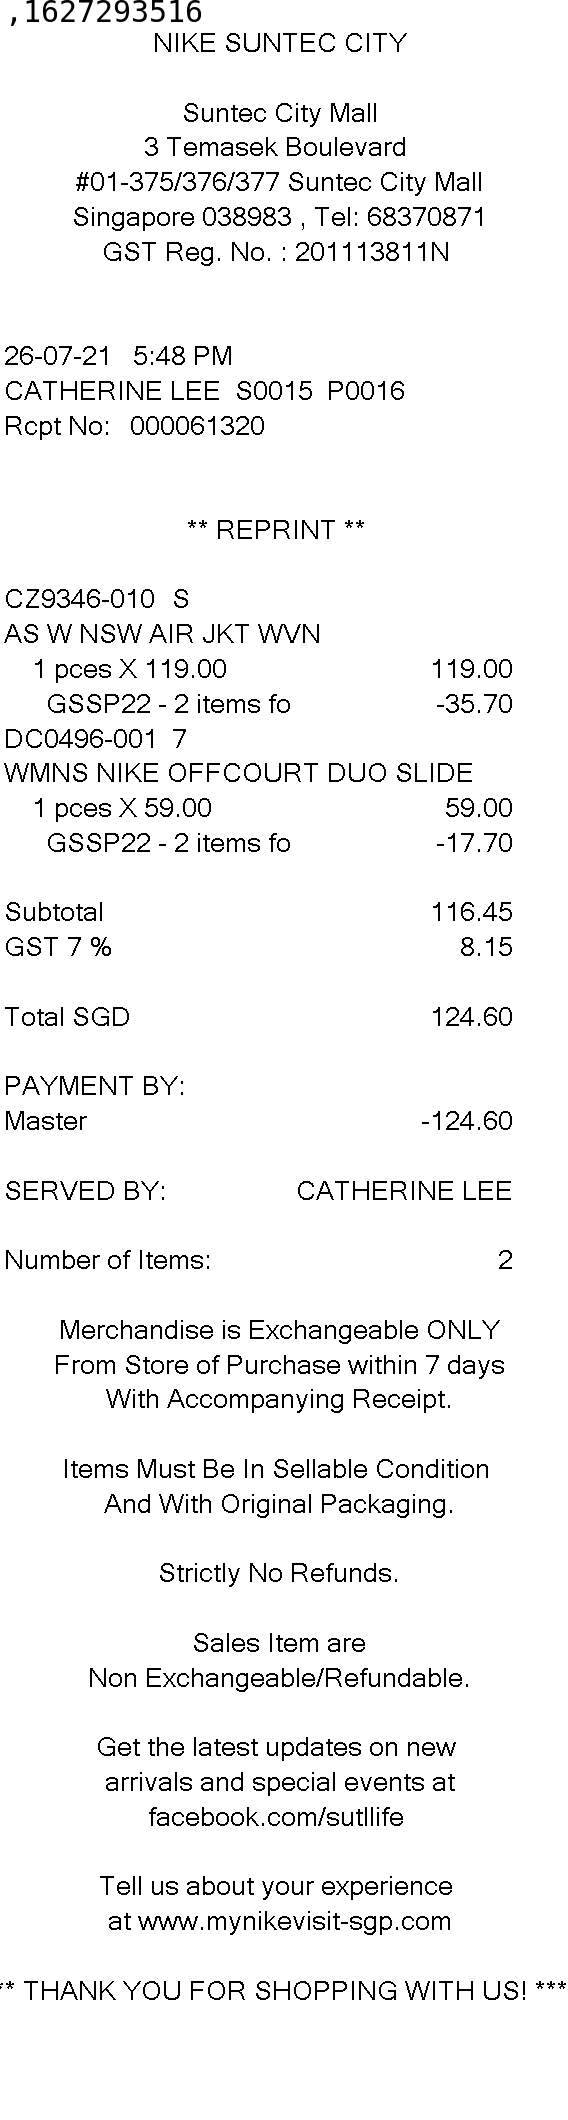 ,1627293516
NIKE SUNTEC CITY
Suntec City Mall
3 Temasek Boulevard
#01-375/376/377 Suntec City Mall
Singapore 038983 , Tel: 68370871
GST Reg. No. : 201113811N
26-07-21 5:48 PM
CATHERINE LEE S0015 P0016
Rcpt No: 000061320
** REPRINT **
CZ9346-010 S
AS W NSW AIR JKT WVN
1 pces X 119.00 119.00
GSSP22 - 2 items fo -35.70
DC0496-001 7
WMNS NIKE OFFCOURT DUO SLIDE
1 pces X 59.00 59.00
GSSP22 - 2 items fo -17.70
Subtotal 116.45
GST 7 % 8.15
Total SGD 124.60
PAYMENT BY:
Master -124.60
SERVED BY: CATHERINE LEE
Number of Items: 2
Merchandise is Exchangeable ONLY
From Store of Purchase within 7 days
With Accompanying Receipt.
Items Must Be In Sellable Condition
And With Original Packaging.
Strictly No Refunds.
Sales Item are
Non Exchangeable/Refundable.
Get the latest updates on new
arrivals and special events at
facebook.com/sutllife
Tell us about your experience
at www.mynikevisit-sgp.com
** THANK YOU FOR SHOPPING WITH US! ***